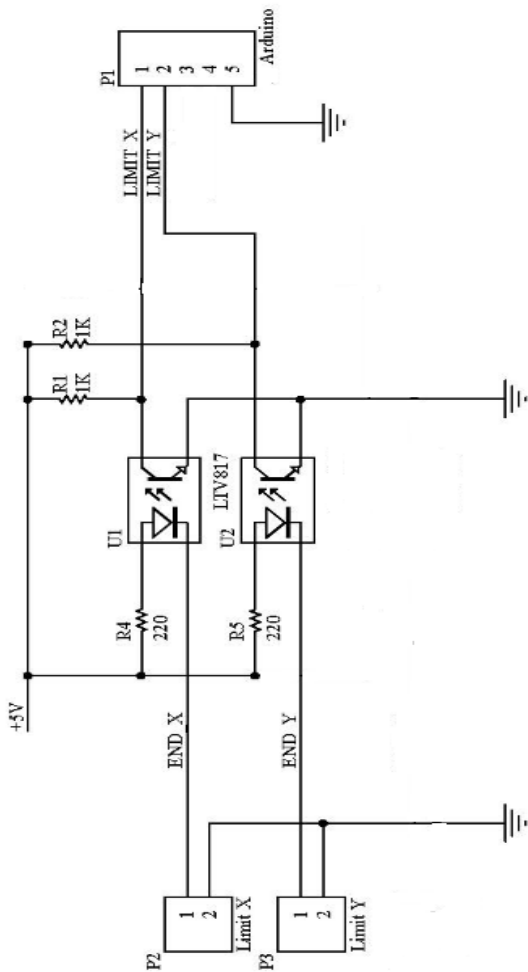 +5V
R1
1K
R2
1K
P1
1
2
3
4
5
Arduino
LIMIT X
LIMIT Y
R4
220
U1
LTV817
R5
220
U2
END X
END Y
P2
1
2
Limit X
P3
1
2
Limit Y